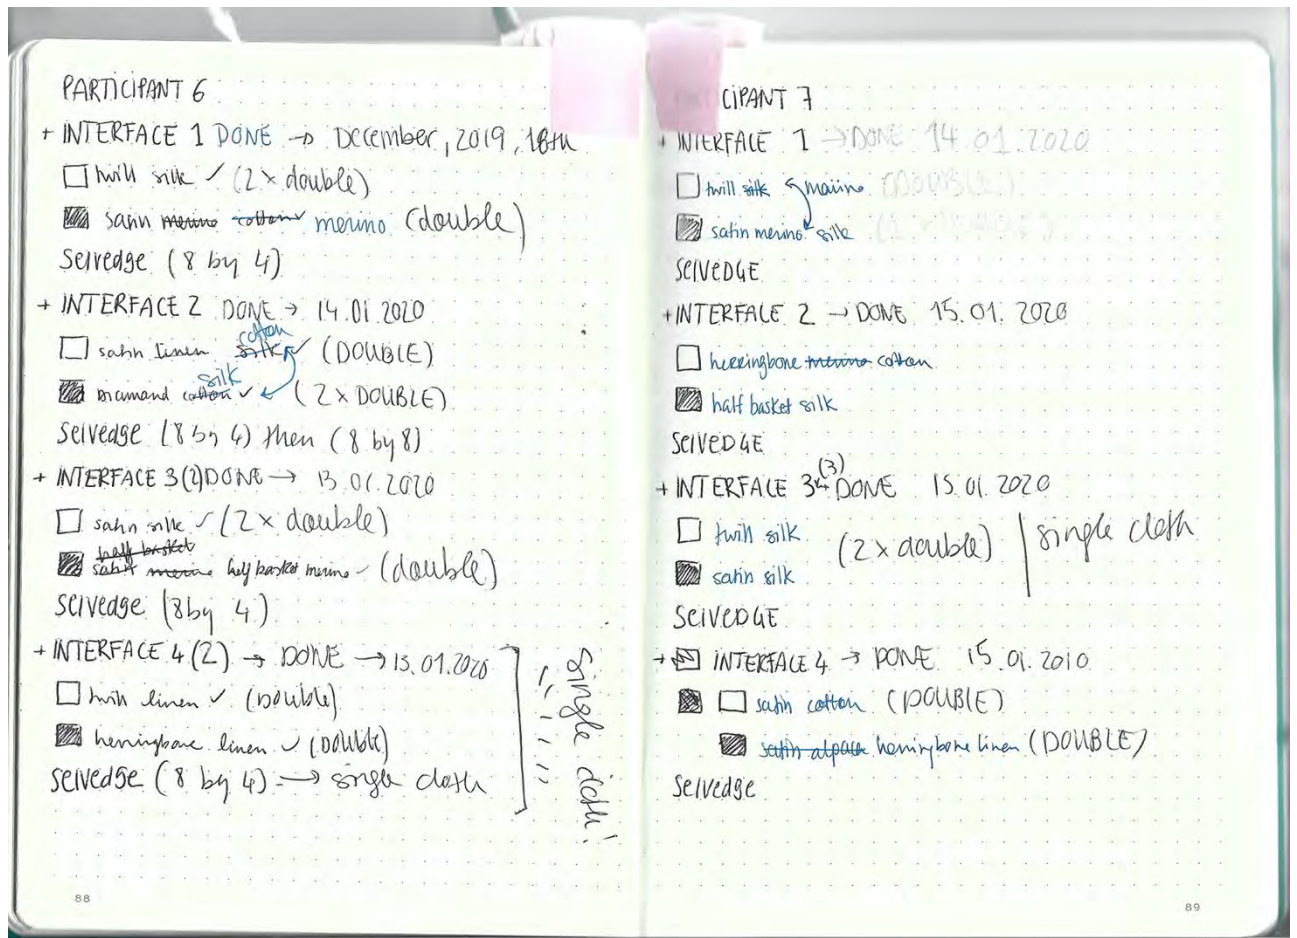 PARTICIPANT 6
+ INTERFACE 1 DONE → December, 2019, 18th
twill silk ✓ (2 x double)
satin merino cotton ✓ merino (double)
Selvedge (8 by 4)
+ INTERFACE 2 DONE → 14.01.2020
cotton
satin linen silk ✓ (DOUBLE)
silk
diamand cotton ✓ (2 x DOUBLE)
Selvedge (8 by 4) then (8 by 8)
+ INTERFACE 3(2) DONE → 13.01.2020
satin silk ✓ (2 x double)
half basket
satin merino half basket merino ✓ (double)
Selvedge (8 by 4)
+ INTERFACE 4 (2) → DONE → 13.01.2020
twill linen ✓ (Double)
herringbone linen ✓ (Double)
Selvedge (8 by 4) → single cloth
single cloth!
88
CIPANT 7
+ INTERFACE 1 → DONE 14.01.2020
twill silk marino (DOUBLE)
satin merino silk (2 x double)
SELVEDGE
+ INTERFACE 2 → DONE 15.01.2020
herringbone merino cotton
half basket silk
SELVEDGE
(3)
+ INTERFACE 3 → DONE 15.01.2020
twill silk
(2 x double) | single cloth
satin silk
SELVEDGE
→ INTERFACE 4 → DONE 15.01.2010
satin cotton (DOUBLE)
satin alpaca herringbone linen (DOUBLE)
Selvedge
89